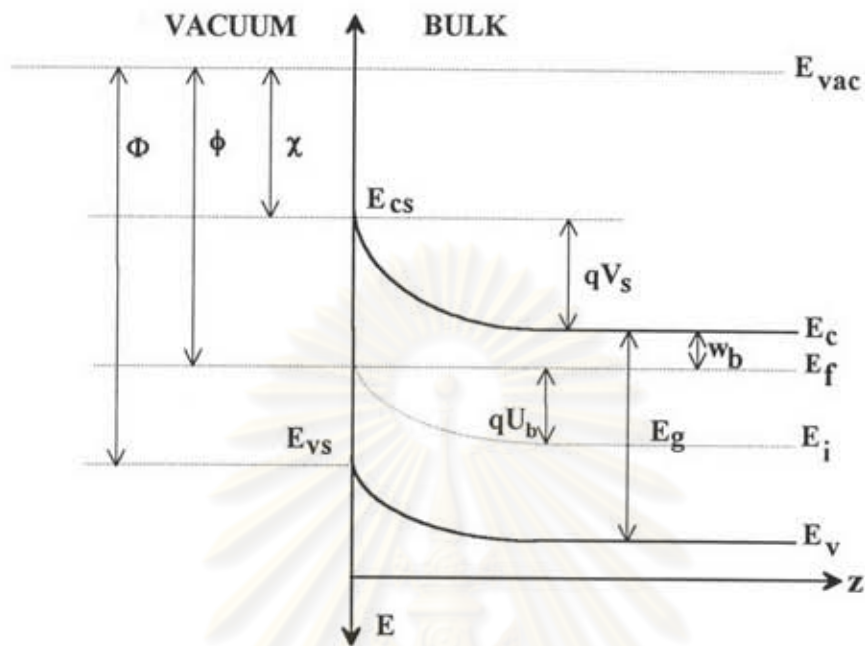 VACUUM BULK
E_vac
Φ ϕ χ
E_cs
qV_s
E_c
w_b
E_f
qU_b
E_vs E_g
E_i
E_v
z
E